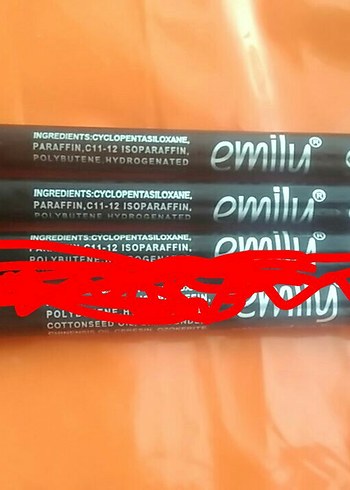 INGREDIENTS:CYCLOPENTASILOXANE,
PARAFFIN,C11-12 ISOPARAFFIN,
POLYBUTENE,HYDROGENATED
emily®
INGREDIENTS:CYCLOPENTASILOXANE,
PARAFFIN,C11-12 ISOPARAFFIN,
POLYBUTENE,HYDROGENATED
emily®
INGREDIENTS:CYCLOPENTASILOXANE,
PARAFFIN,C11-12 ISOPARAFFIN,
POLYBUTENE,
emily®
emily
COTTONSEED